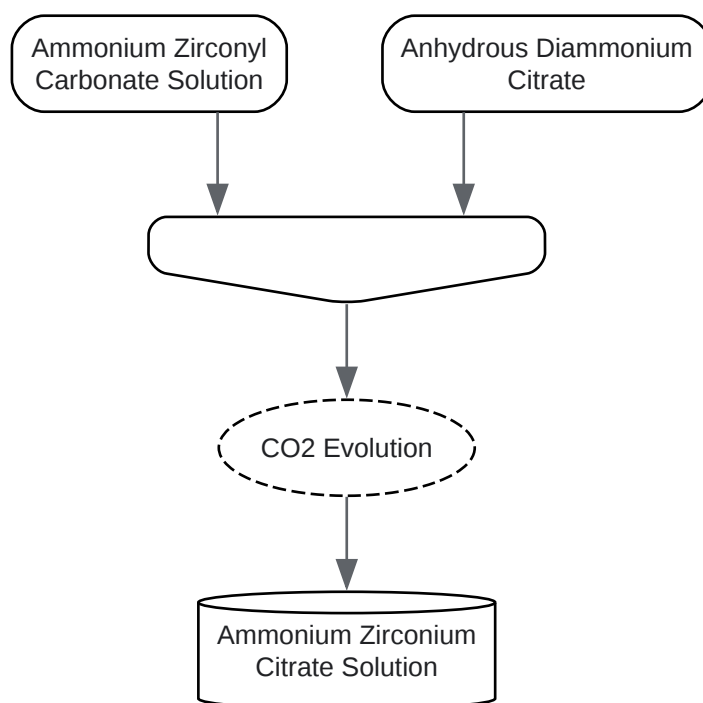 Ammonium Zirconyl
Carbonate Solution
Anhydrous Diammonium
Citrate
CO2 Evolution
Ammonium Zirconium
Citrate Solution